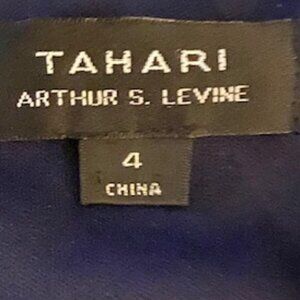 TAHARI
ARTHUR S. LEVINE
4
CHINA